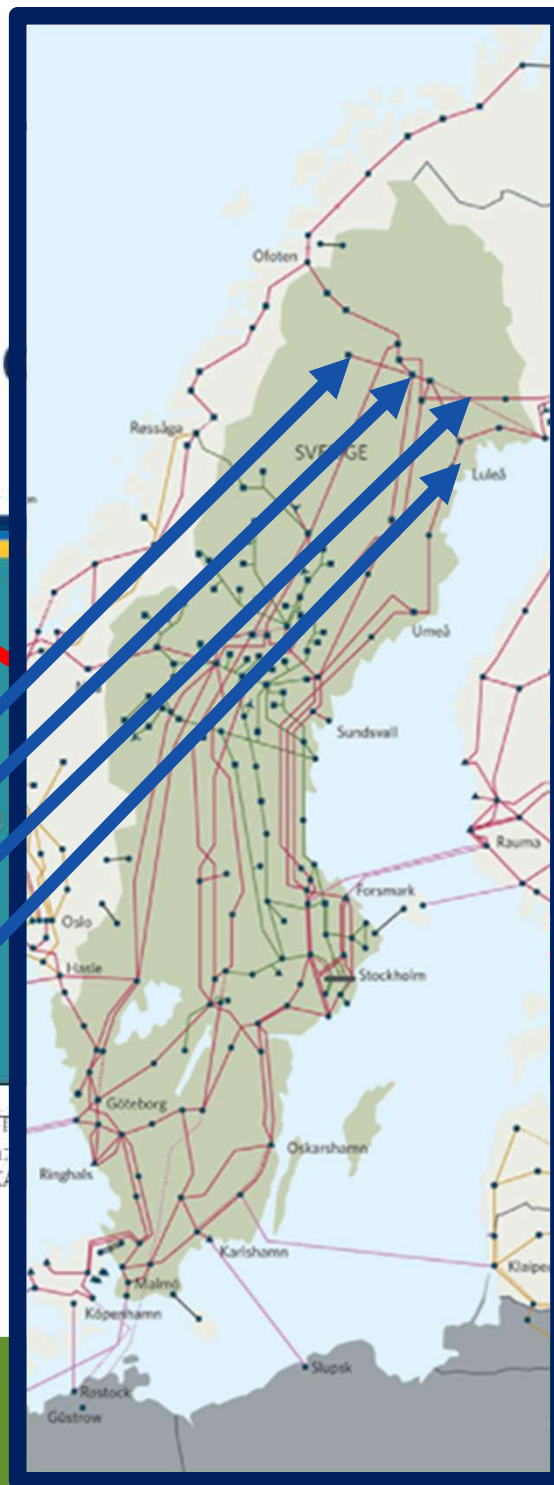 Ofoten
Røssåga
SVERIGE
Luleå
Umeå
Sundsvall
Rauma
Forsmark
Oslo
Hasle
Stockholm
Göteborg
Oskarshamn
Ringhals
Karlshamn
Malmö
Köpenhamn
Slupsk
Rostock
Güstrow